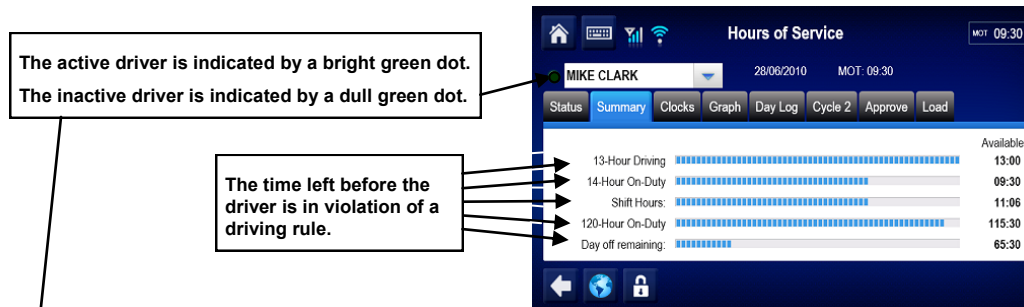 The active driver is indicated by a bright green dot.
The inactive driver is indicated by a dull green dot.
The time left before the
driver is in violation of a
driving rule.
Hours of Service
MOT 09:30
MIKE CLARK
28/06/2010 MOT: 09:30
Status Summary Clocks Graph Day Log Cycle 2 Approve Load
Available
13-Hour Driving 13:00
14-Hour On-Duty 09:30
Shift Hours: 11:06
120-Hour On-Duty 115:30
Day off remaining: 65:30